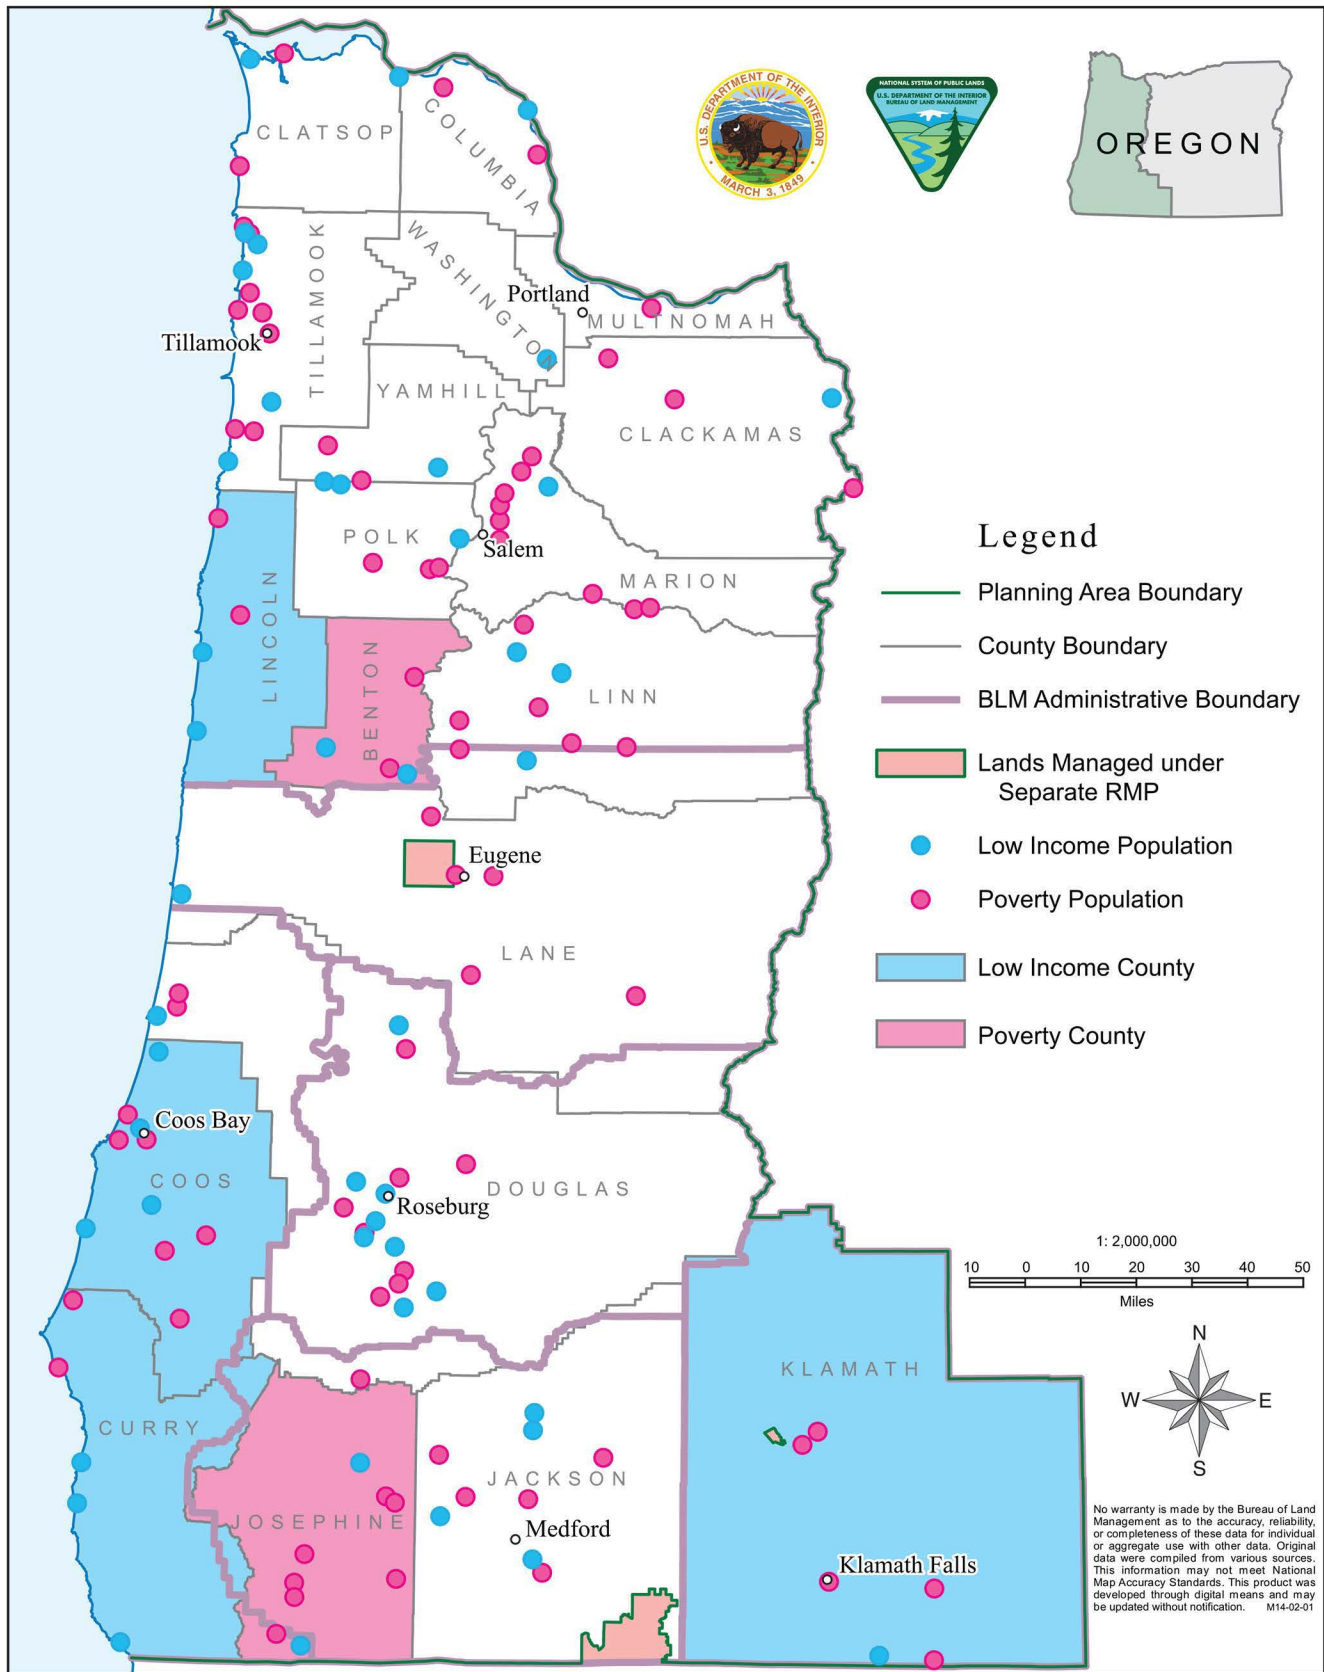 U.S. DEPARTMENT OF THE INTERIOR
MARCH 3, 1849
NATIONAL SYSTEM OF PUBLIC LANDS
U.S. DEPARTMENT OF THE INTERIOR
BUREAU OF LAND MANAGEMENT
OREGON
CLATSOP
COLUMBIA
TILLAMOOK
WASHINGTON
Portland
MULTNOMAH
Tillamook
YAMHILL
CLACKAMAS
POLK
Salem
MARION
LINCOLN
BENTON
LINN
Eugene
LANE
Coos Bay
COOS
DOUGLAS
Roseburg
KLAMATH
CURRY
JACKSON
JOSEPHINE
Medford
Klamath Falls
Legend
Planning Area Boundary
County Boundary
BLM Administrative Boundary
Lands Managed under
Separate RMP
Low Income Population
Poverty Population
Low Income County
Poverty County
1: 2,000,000
10 0 10 20 30 40 50
Miles
N
W E
S
No warranty is made by the Bureau of Land
Management as to the accuracy, reliability,
or completeness of these data for individual
or aggregate use with other data. Original
data were compiled from various sources.
This information may not meet National
Map Accuracy Standards. This product was
developed through digital means and may
be updated without notification. M14-02-01